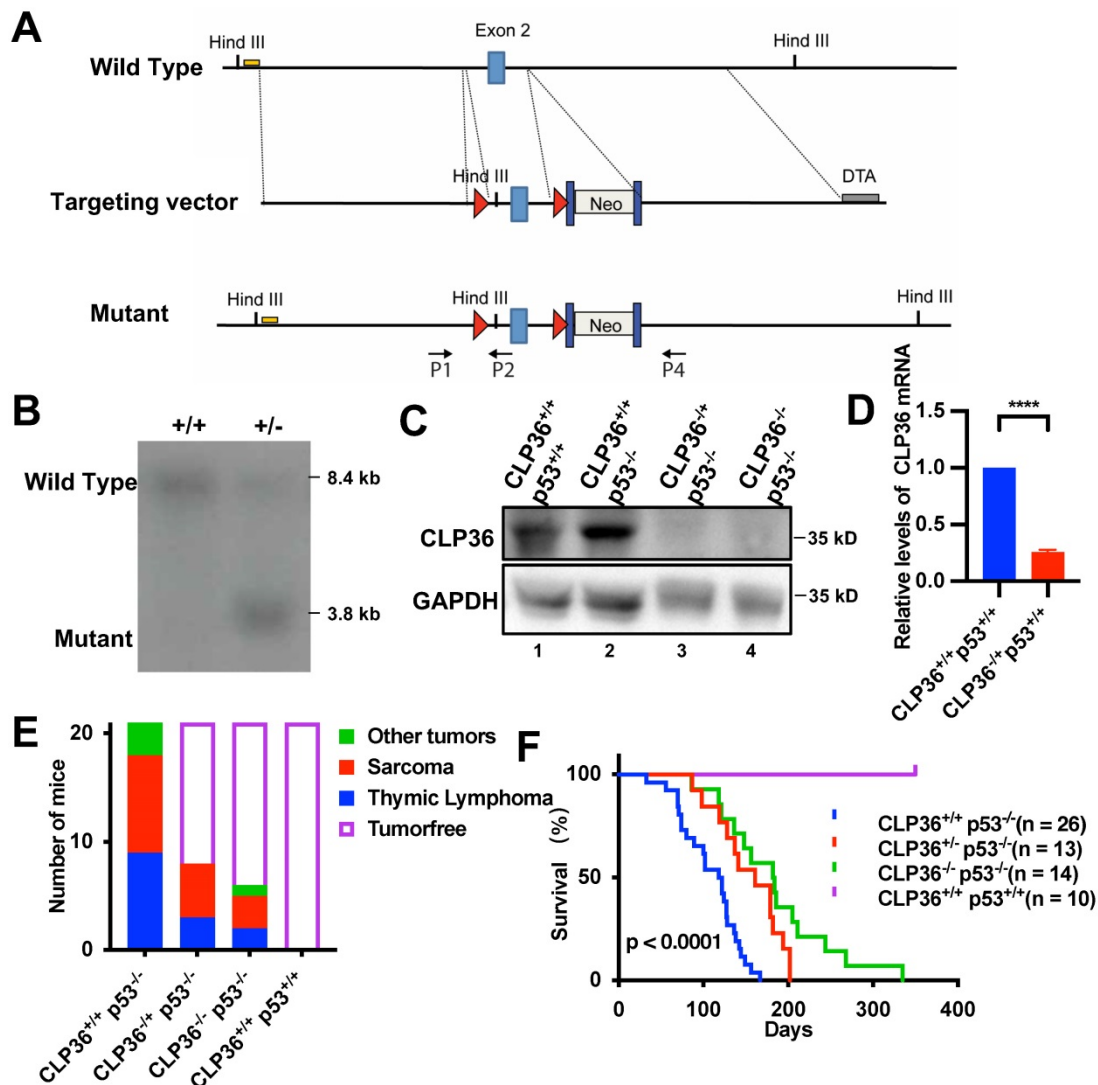 A
Hind III
Exon 2
Hind III
Wild Type
Hind III
DTA
Targeting vector
Neo
Hind III
Hind III
Hind III
Mutant
Neo
P1
P2
P4
B
+/+
+/-
Wild Type
8.4 kb
3.8 kb
Mutant
C
CLP36+/+ p53+/+
CLP36+/+ p53-/-
CLP36-/+ p53-/-
CLP36-/- p53-/-
CLP36
35 kD
GAPDH
35 kD
1 2 3 4
D
Relative levels of CLP36 mRNA
****
1.5
1.0
0.5
0.0
CLP36+/+ p53+/+
CLP36-/+ p53+/+
E
Number of mice
20
10
0
Other tumors
Sarcoma
Thymic Lymphoma
Tumorfree
CLP36+/+ p53-/-
CLP36-/+ p53-/-
CLP36-/- p53-/-
CLP36+/+ p53+/+
F
Survival (%)
100
50
0
CLP36+/+ p53-/-(n = 26)
CLP36+/- p53-/-(n = 13)
CLP36-/- p53-/-(n = 14)
CLP36+/+ p53+/+(n = 10)
p < 0.0001
0 100 200 300 400
Days